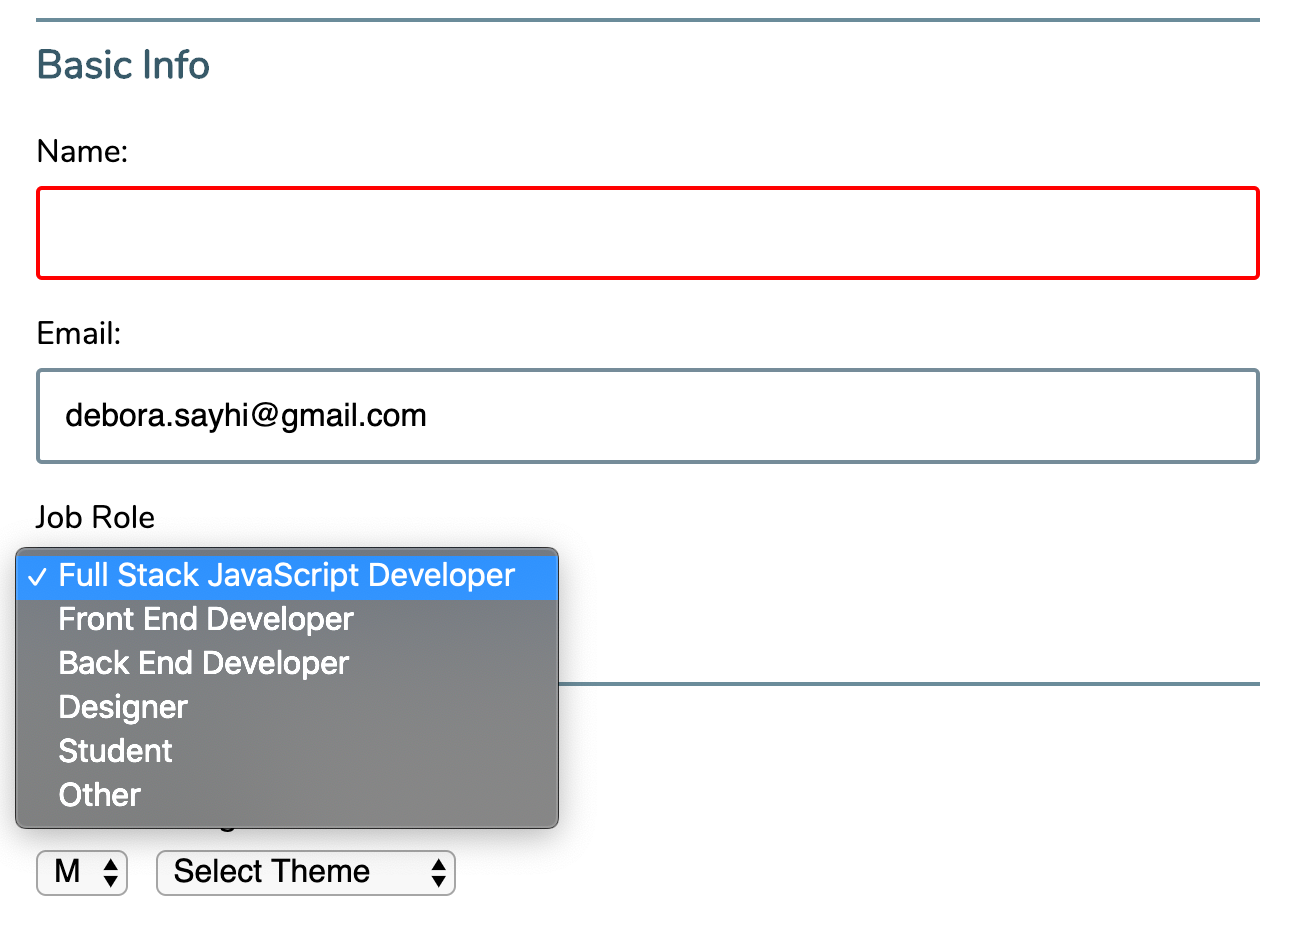 Basic Info
Name:
Email:
debora.sayhi@gmail.com
Job Role
✓ Full Stack JavaScript Developer
Front End Developer
Back End Developer
Designer
Student
Other
M
Select Theme